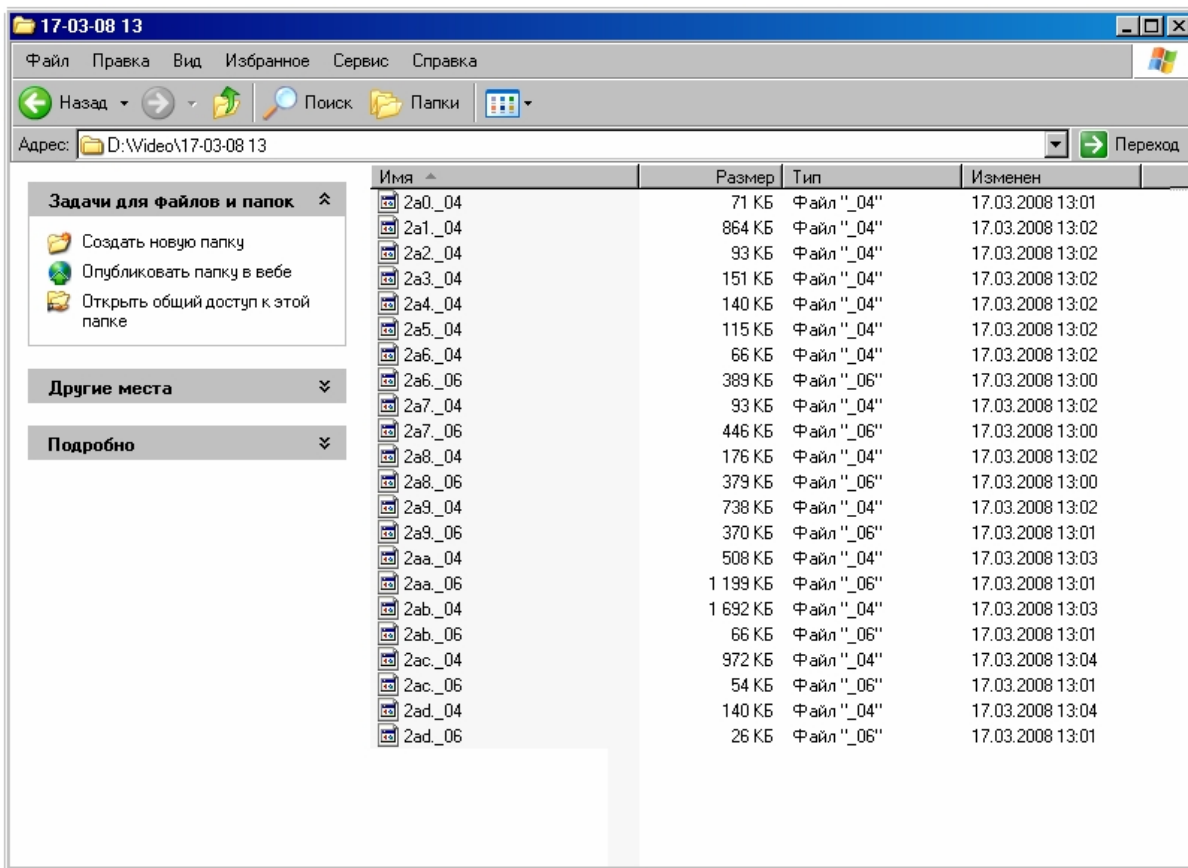 17-03-08 13
Файл Правка Вид Избранное Сервис Справка
Назад Поиск Папки
Адрес: D:\Video\17-03-08 13 Переход
Задачи для файлов и папок
Создать новую папку
Опубликовать папку в вебе
Открыть общий доступ к этой
папке
Другие места
Подробно
Имя Размер Тип Изменен
2a0._04 71 КБ Файл "_04" 17.03.2008 13:01
2a1._04 864 КБ Файл "_04" 17.03.2008 13:02
2a2._04 93 КБ Файл "_04" 17.03.2008 13:02
2a3._04 151 КБ Файл "_04" 17.03.2008 13:02
2a4._04 140 КБ Файл "_04" 17.03.2008 13:02
2a5._04 115 КБ Файл "_04" 17.03.2008 13:02
2a6._04 66 КБ Файл "_04" 17.03.2008 13:02
2a6._06 389 КБ Файл "_06" 17.03.2008 13:00
2a7._04 93 КБ Файл "_04" 17.03.2008 13:02
2a7._06 446 КБ Файл "_06" 17.03.2008 13:00
2a8._04 176 КБ Файл "_04" 17.03.2008 13:02
2a8._06 379 КБ Файл "_06" 17.03.2008 13:00
2a9._04 738 КБ Файл "_04" 17.03.2008 13:02
2a9._06 370 КБ Файл "_06" 17.03.2008 13:01
2aa._04 508 КБ Файл "_04" 17.03.2008 13:03
2aa._06 1 199 КБ Файл "_06" 17.03.2008 13:01
2ab._04 1 692 КБ Файл "_04" 17.03.2008 13:03
2ab._06 66 КБ Файл "_06" 17.03.2008 13:01
2ac._04 972 КБ Файл "_04" 17.03.2008 13:04
2ac._06 54 КБ Файл "_06" 17.03.2008 13:01
2ad._04 140 КБ Файл "_04" 17.03.2008 13:04
2ad._06 26 КБ Файл "_06" 17.03.2008 13:01